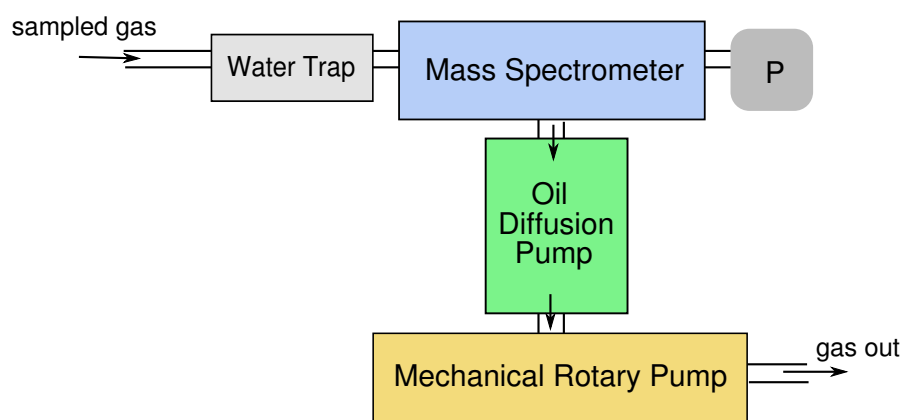 sampled gas
Water Trap
Mass Spectrometer
P
Oil
Diffusion
Pump
Mechanical Rotary Pump
gas out